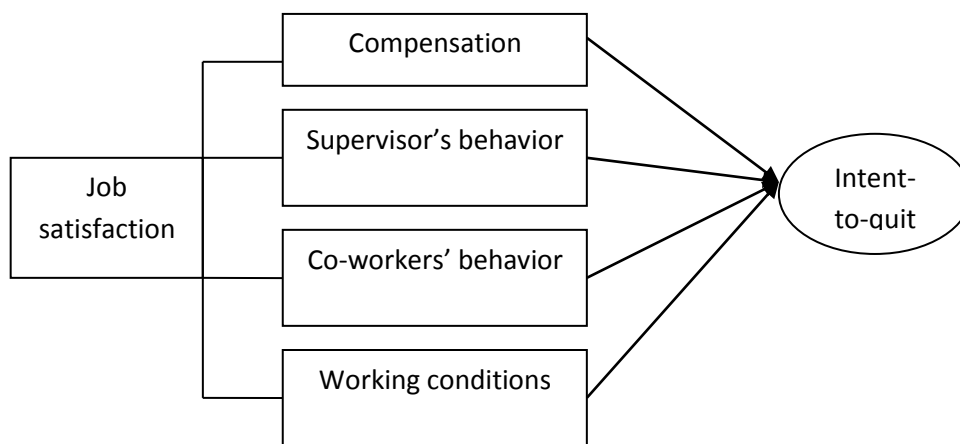 Compensation
Supervisor’s behavior
Job
satisfaction
Co-workers’ behavior
Working conditions
Intent-
to-quit